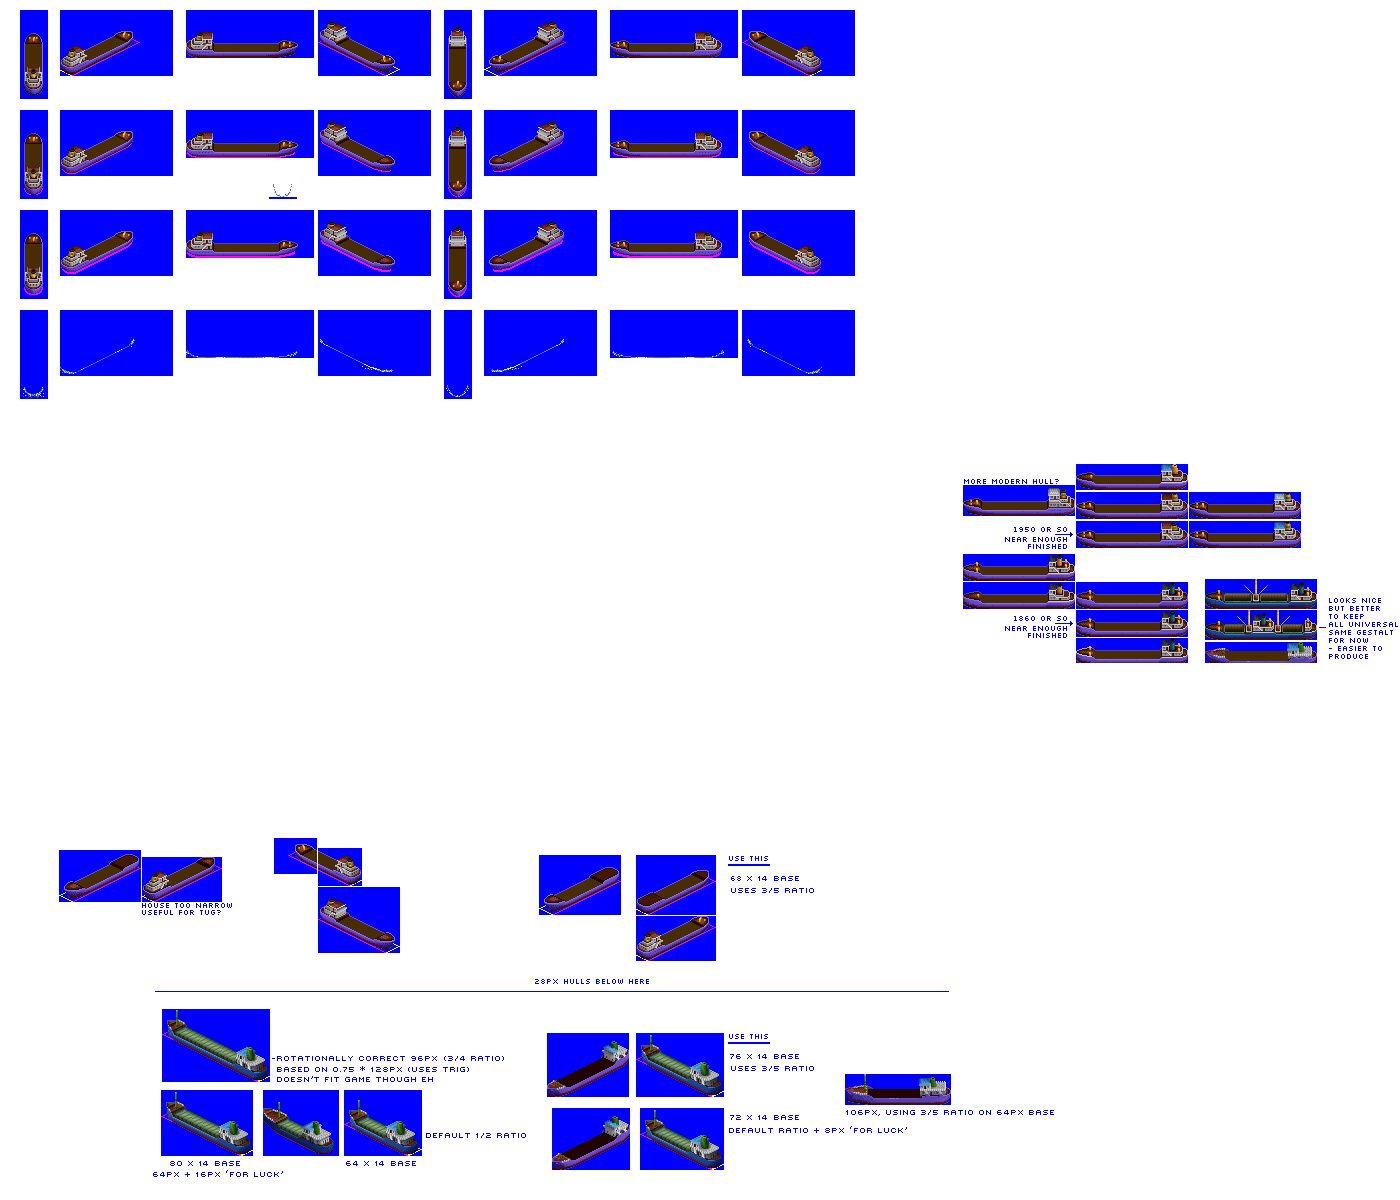 MORE MODERN HULL?
1950 OR SO
NEAR ENOUGH
FINISHED
1860 OR SO
NEAR ENOUGH
FINISHED
LOOKS NICE
BUT BETTER
TO KEEP
ALL UNIVERSAL
SAME GESTALT
FOR NOW
- EASIER TO
PRODUCE
HOUSE TOO NARROW
USEFUL FOR TUG?
USE THIS
68 X 14 BASE
USES 3/5 RATIO
28PX HULLS BELOW HERE
-ROTATIONALLY CORRECT 96PX (3/4 RATIO)
BASED ON 0.75 * 128PX (USES TRIG)
DOESN'T FIT GAME THOUGH EH
DEFAULT 1/2 RATIO
80 X 14 BASE
64PX + 16PX 'FOR LUCK'
64 X 14 BASE
USE THIS
76 X 14 BASE
USES 3/5 RATIO
72 X 14 BASE
DEFAULT RATIO + 8PX 'FOR LUCK'
106PX, USING 3/5 RATIO ON 64PX BASE